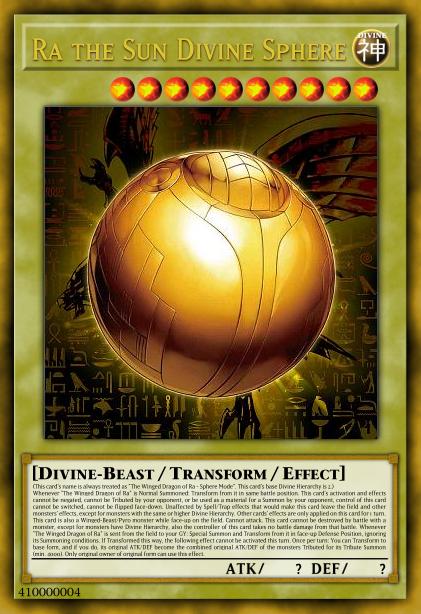 RA THE SUN DIVINE SPHERE
DIVINE
神
[DIVINE-BEAST / TRANSFORM / EFFECT]
(This card's name is always treated as "The Winged Dragon of Ra - Sphere Mode". This card's base Divine Hierarchy is 2.)
Whenever "The Winged Dragon of Ra" is Normal Summoned: Transform from it in same battle position. This card's activation and effects
cannot be negated, cannot be Tributed by your opponent, or be used as a material for a Summon by your opponent, control of this card
cannot be switched, cannot be flipped face-down. Unaffected by Spell/Trap effects that would make this card leave the field and other
monsters' effects, except for monsters with the same or higher Divine Hierarchy. Other cards' effects are only applied on this card for 1 turn.
This card is also a Winged-Beast/Pyro monster while face-up on the field. Cannot attack. This card cannot be destroyed by battle with a
monster, except for monsters have Divine Hierarchy, also the controller of this card takes no battle damage from that battle. Whenever
"The Winged Dragon of Ra" is sent from the field to your GY: Special Summon and Transform from it in face-up Defense Position, ignoring
its Summoning conditions. If Transformed this way, the following effect cannot be activated this turn. Once per turn: You can Transform to
base form, and if you do, its original ATK/DEF become the combined original ATK/DEF of the monsters Tributed for its Tribute Summon
(min. 4000). Only original owner of original form can use this effect.
ATK/ ? DEF/ ?
410000004